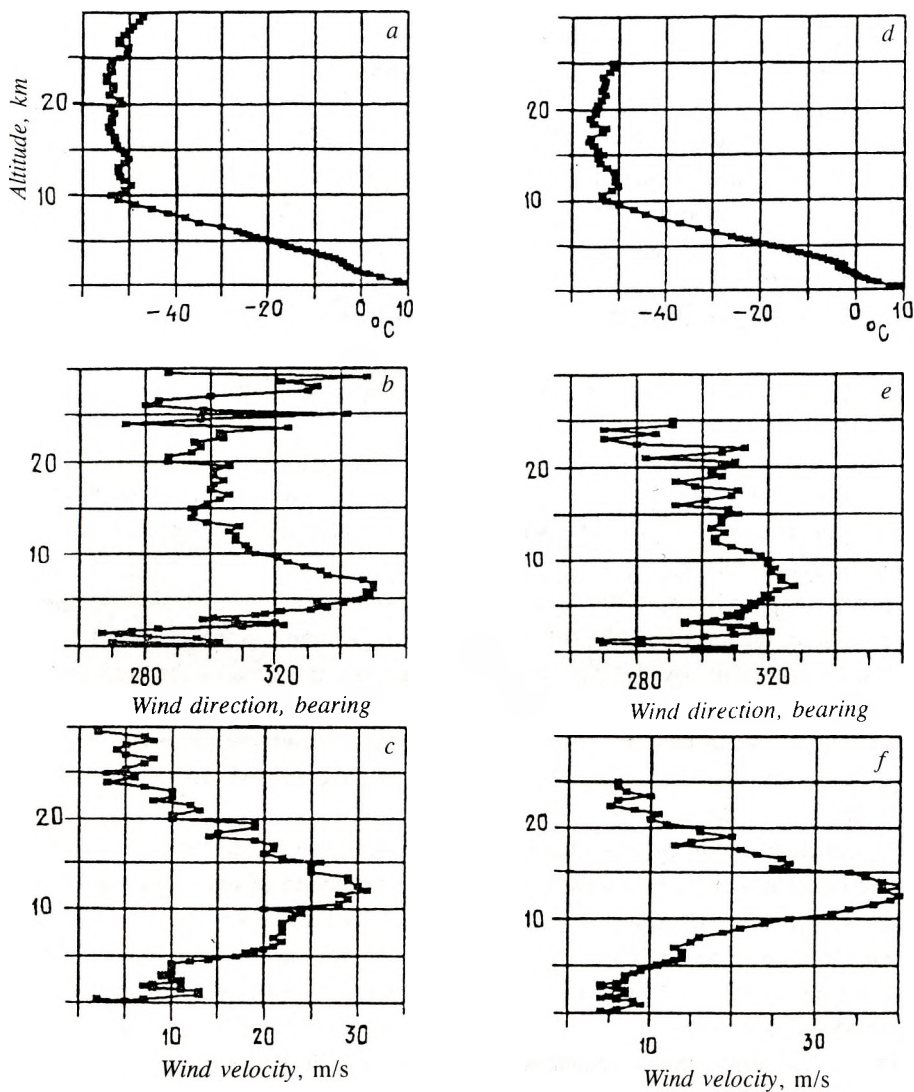 a
20
10
Altitude, km
−40 −20 0 10
°C
d
20
10
−40 −20 0 10
°C
b
20
10
280 320
Wind direction, bearing
e
20
10
280 320
Wind direction, bearing
c
20
10
10 20 30
Wind velocity, m/s
f
20
10
10 30
Wind velocity, m/s